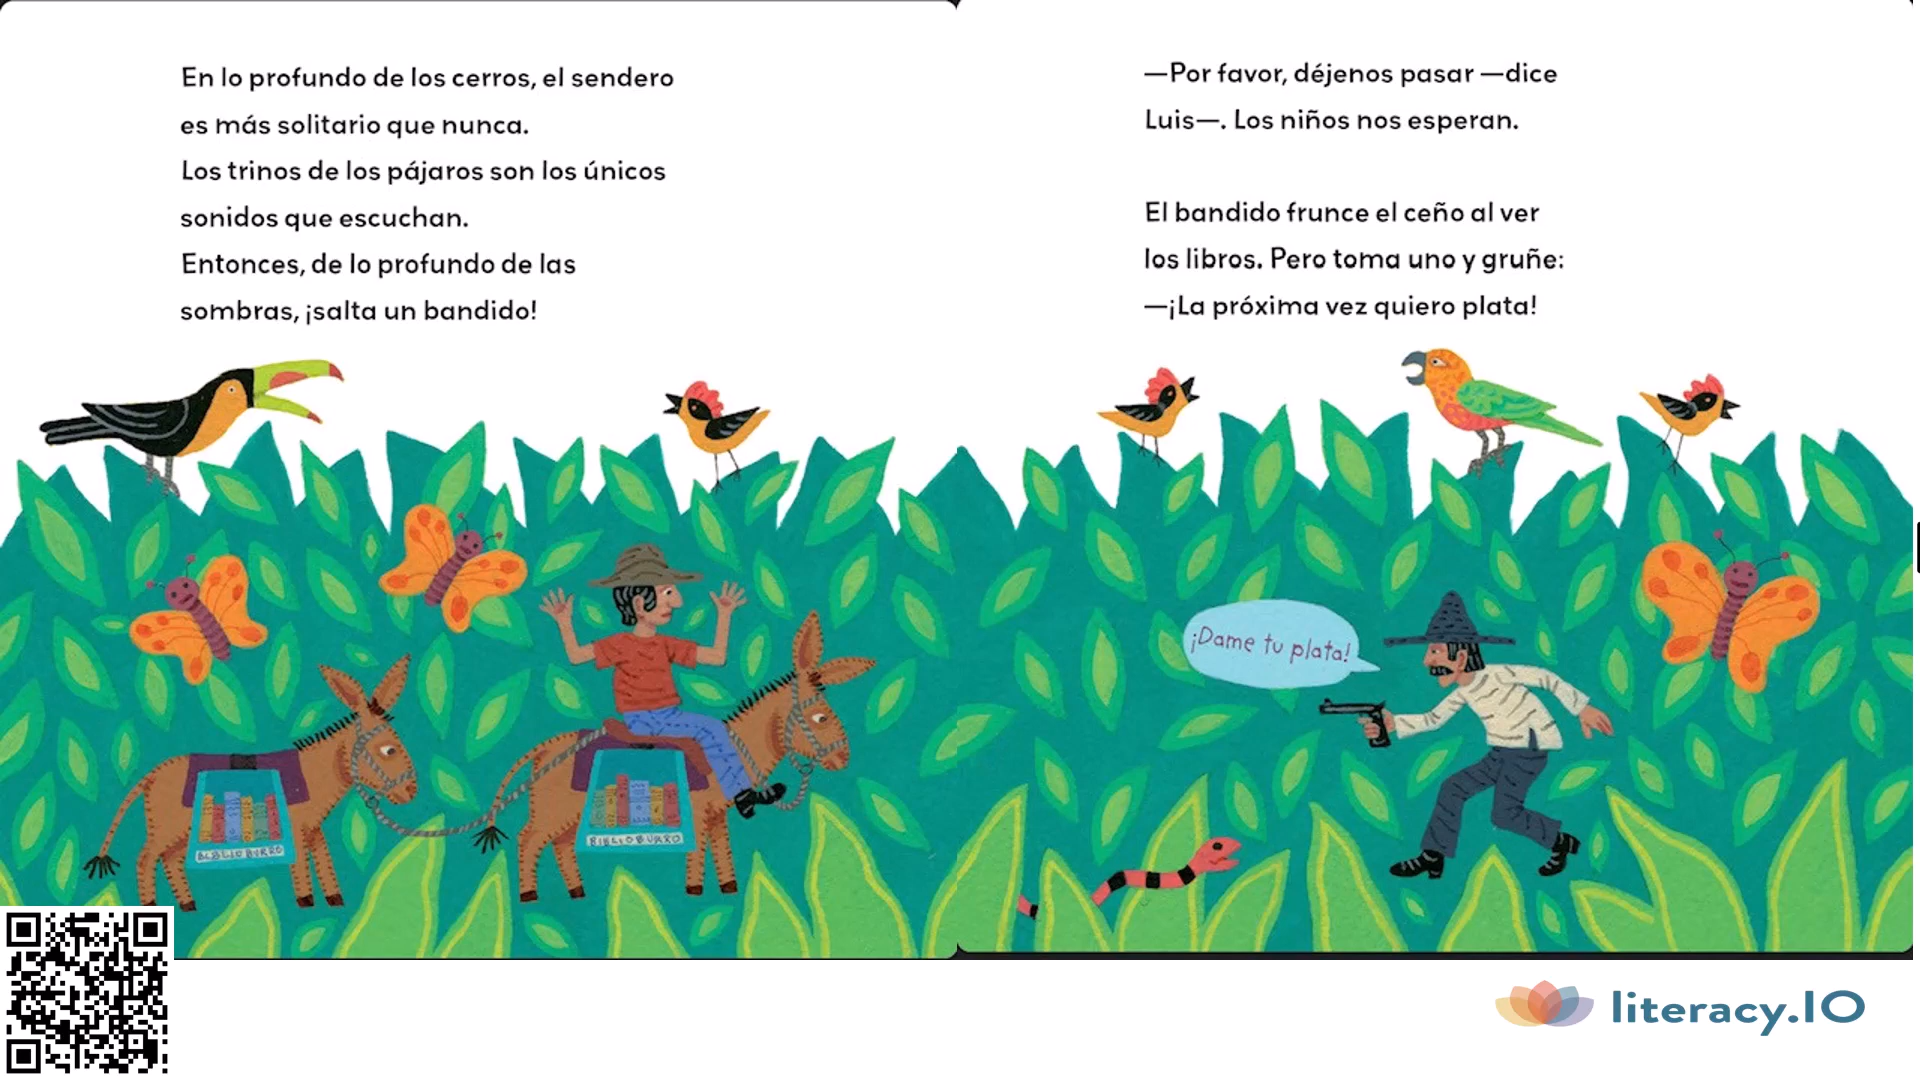 En lo profundo de los cerros, el sendero
es más solitario que nunca.
Los trinos de los pájaros son los únicos
sonidos que escuchan.
Entonces, de lo profundo de las
sombras, ¡salta un bandido!
—Por favor, déjenos pasar —dice
Luis—. Los niños nos esperan.
El bandido frunce el ceño al ver
los libros. Pero toma uno y gruñe:
—¡La próxima vez quiero plata!
¡Dame tu plata!
BIBLIOBURRO
BIBLIOBURRO
literacy.IO